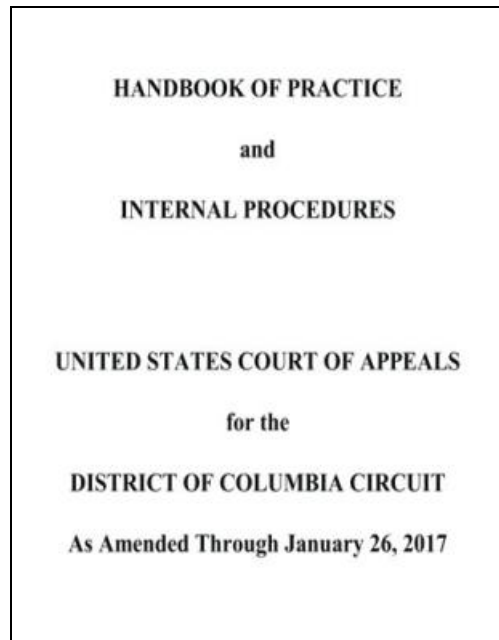 HANDBOOK OF PRACTICE
and
INTERNAL PROCEDURES
UNITED STATES COURT OF APPEALS
for the
DISTRICT OF COLUMBIA CIRCUIT
As Amended Through January 26, 2017